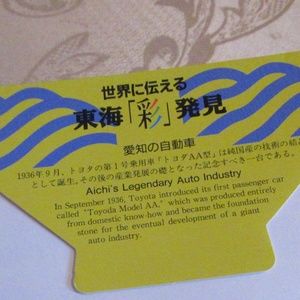 世界に伝える
東海「彩」発見
愛知の自動車
1936年9月、トヨタの第1号乗用車「トヨダAA型」は純国産の技術の結
として誕生。その後の産業発展の礎となった記念すべき一台である。
Aichi's Legendary Auto Industry
In September 1936, Toyota introduced its first passenger car
called "Toyoda Model AA," which was produced entirely
from domestic know-how and became the foundation
stone for the eventual development of a giant
auto industry.